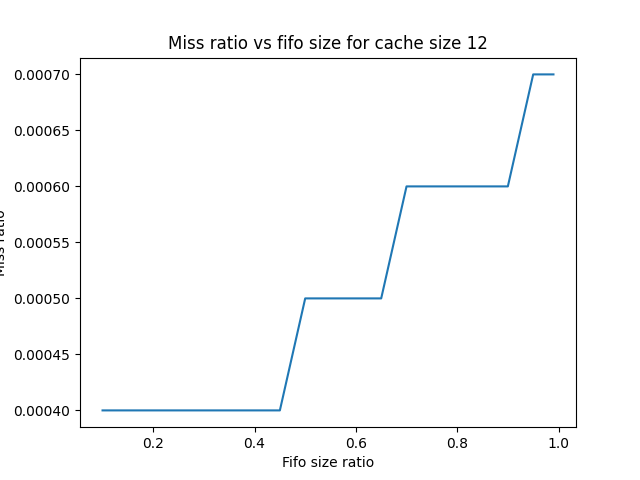 Miss ratio vs fifo size for cache size 12
0.00070
0.00065
0.00060
0.00055
0.00050
0.00045
0.00040
Miss ratio
0.2 0.4 0.6 0.8 1.0
Fifo size ratio